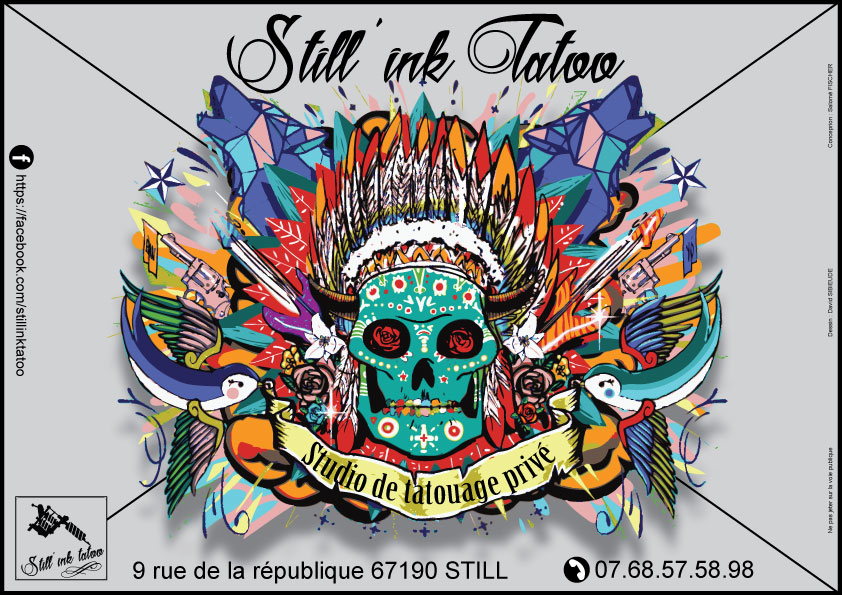 Still' ink Tatoo
https://facebook.com/stillinktatoo
Conception : Salomé FISCHER
Dessin : David SIBIEUDE
Ne pas jeter sur la voie publique
Studio de tatouage privé
Still' ink tatoo
9 rue de la république 67190 STILL
07.68.57.58.98